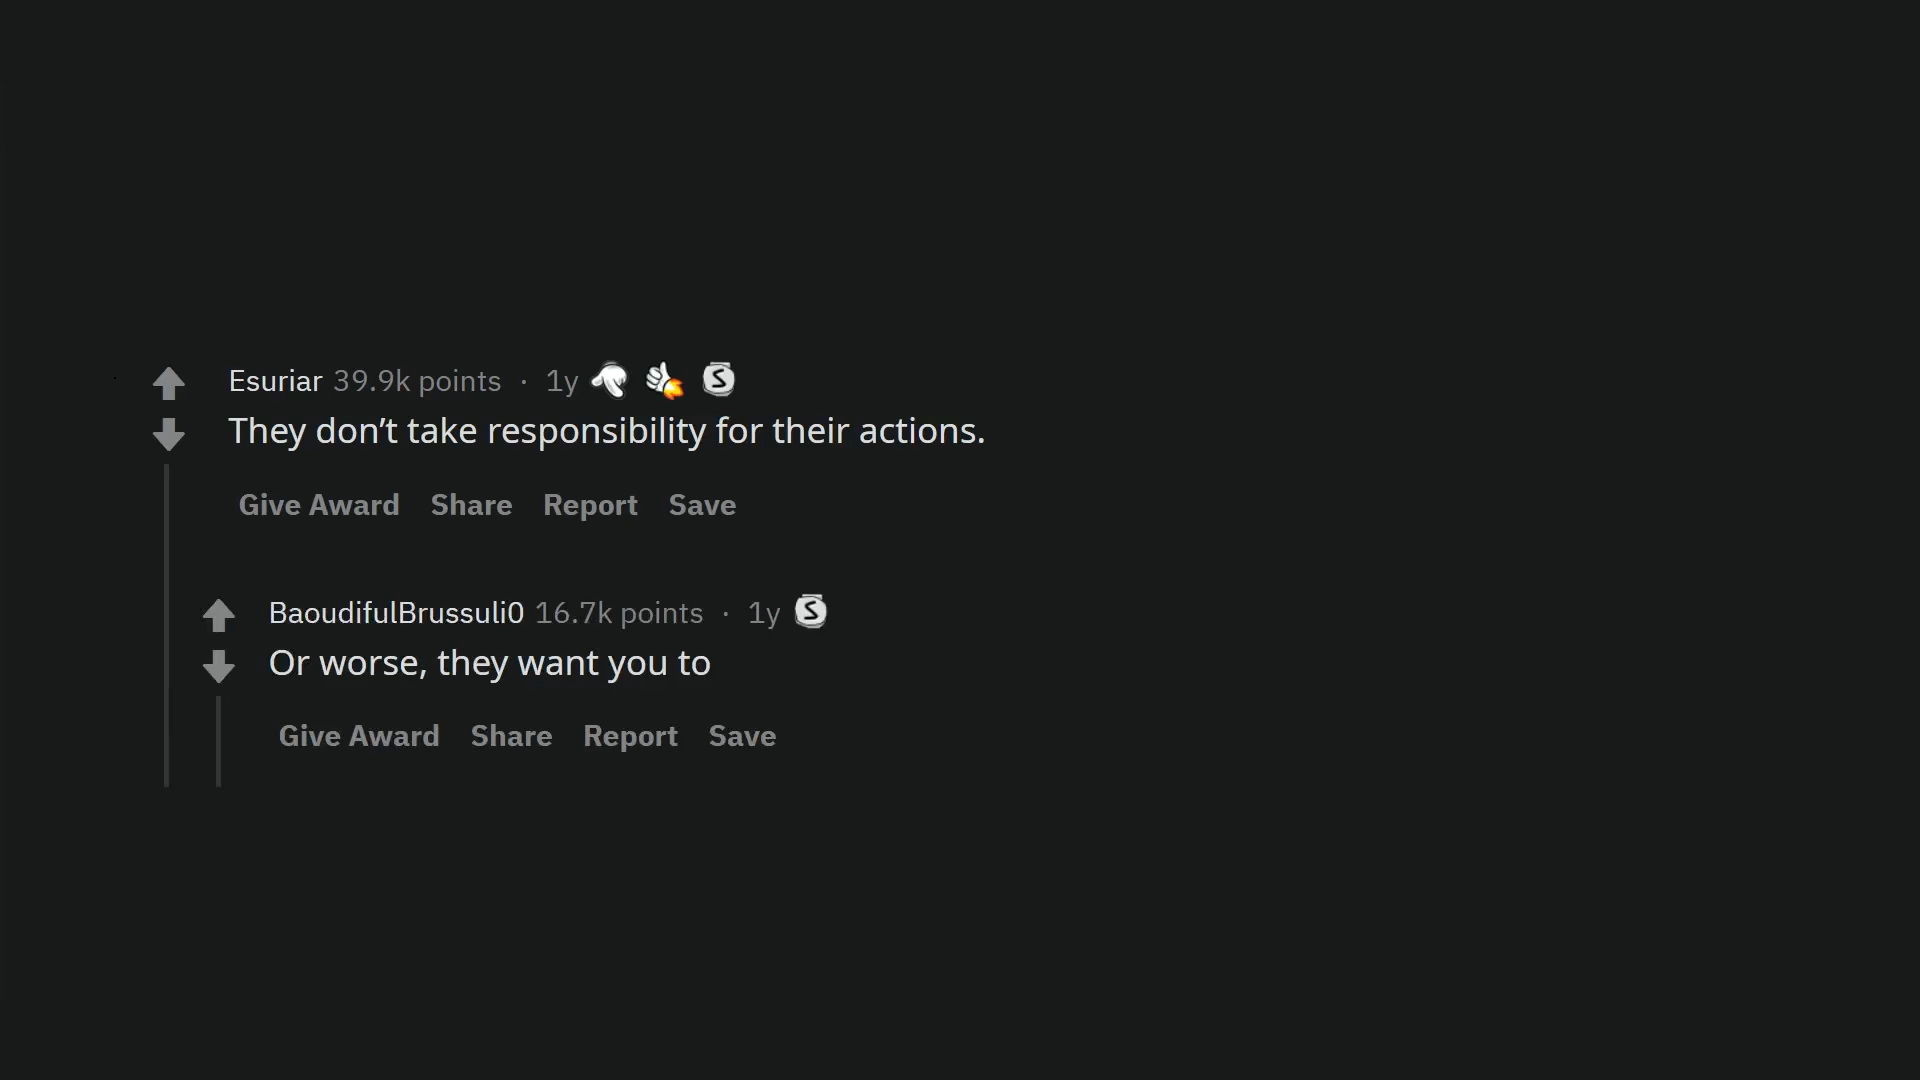 Esuriar 39.9k points · 1y
They don’t take responsibility for their actions.
Give Award Share Report Save
BaoudifulBrussuli0 16.7k points · 1y
Or worse, they want you to
Give Award Share Report Save